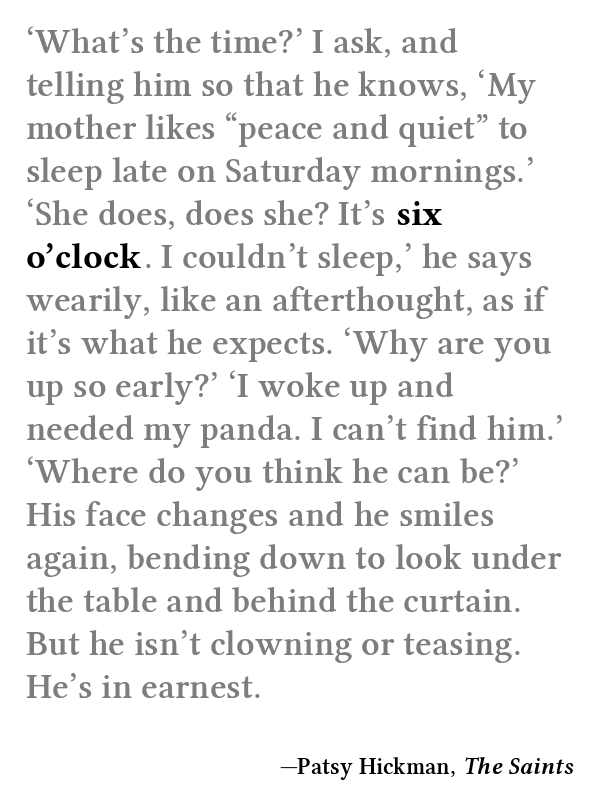 ‘What’s the time?’ I ask, and
telling him so that he knows, ‘My
mother likes “peace and quiet” to
sleep late on Saturday mornings.’
‘She does, does she? It’s six
o’clock. I couldn’t sleep,’ he says
wearily, like an afterthought, as if
it’s what he expects. ‘Why are you
up so early?’ ‘I woke up and
needed my panda. I can’t find him.’
‘Where do you think he can be?’
His face changes and he smiles
again, bending down to look under
the table and behind the curtain.
But he isn’t clowning or teasing.
He’s in earnest.
—Patsy Hickman, The Saints